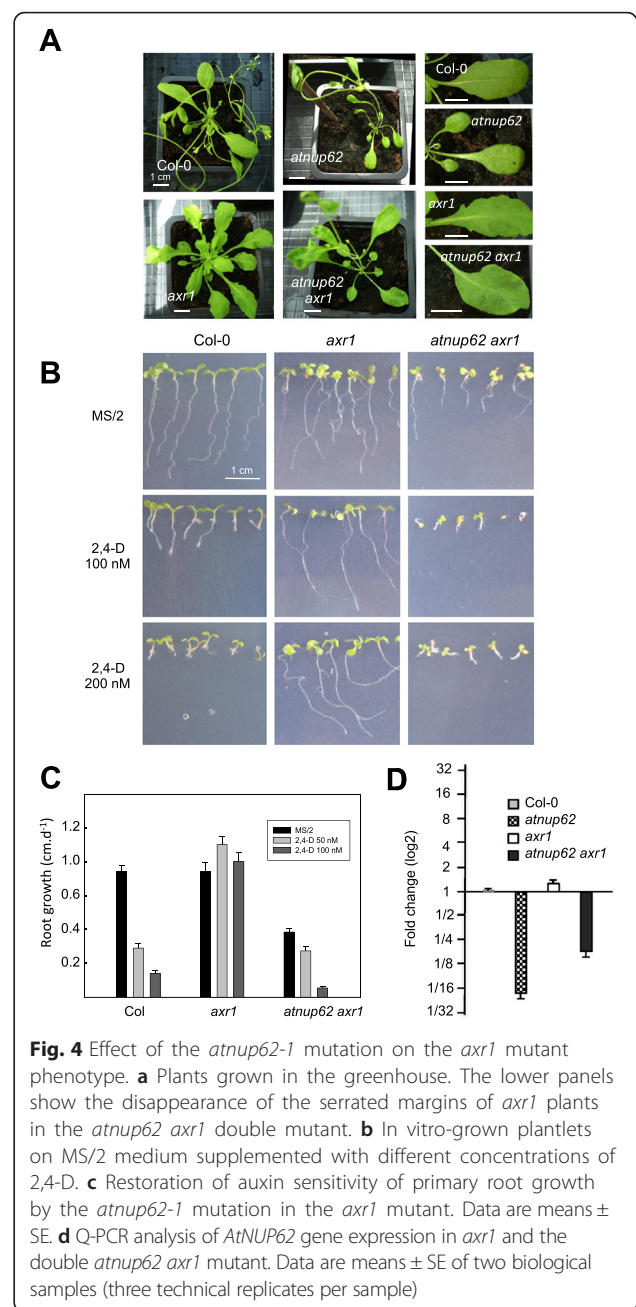 A
Col-0
1 cm
atnup62
Col-0
atnup62
axr1
atnup62 axr1
axr1
atnup62
axr1
Col-0
axr1
atnup62 axr1
B
MS/2
1 cm
2,4-D
100 nM
2,4-D
200 nM
C
Root growth (cm.d-1)
1.2
1.0
0.6
0.2
MS/2
2,4-D 50 nM
2,4-D 100 nM
Col
axr1
atnup62 axr1
D
Fold change (log2)
32
16
8
4
2
1
1/2
1/4
1/8
1/16
1/32
Col-0
atnup62
axr1
atnup62 axr1
Fig. 4 Effect of the atnup62-1 mutation on the axr1 mutant
phenotype. a Plants grown in the greenhouse. The lower panels
show the disappearance of the serrated margins of axr1 plants
in the atnup62 axr1 double mutant. b In vitro-grown plantlets
on MS/2 medium supplemented with different concentrations of
2,4-D. c Restoration of auxin sensitivity of primary root growth
by the atnup62-1 mutation in the axr1 mutant. Data are means ±
SE. d Q-PCR analysis of AtNUP62 gene expression in axr1 and the
double atnup62 axr1 mutant. Data are means ± SE of two biological
samples (three technical replicates per sample)